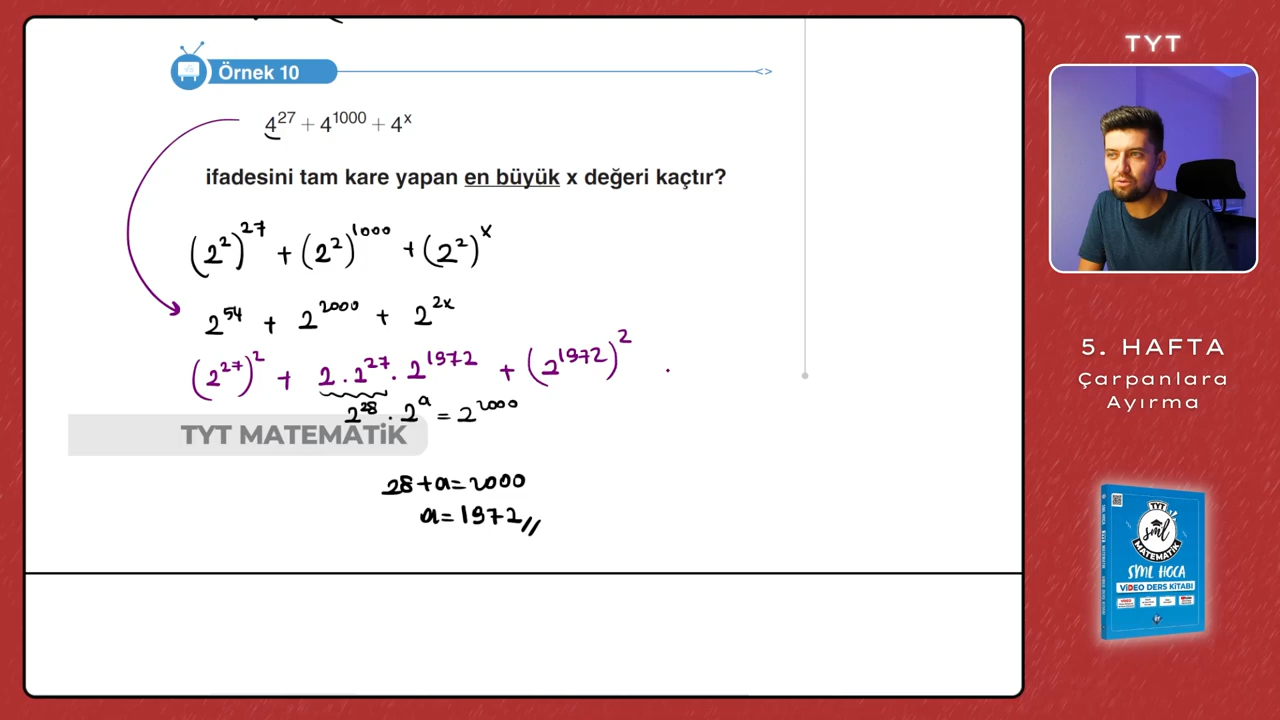 Örnek 10
4^27 + 4^1000 + 4^x
ifadesini tam kare yapan en büyük x değeri kaçtır?
(2^2)^27 + (2^2)^1000 + (2^2)^x
2^54 + 2^2000 + 2^2x
(2^27)^2 + 2 . 2^27 . 2^1972 + (2^1972)^2 .
2^28 . 2^a = 2^2000
TYT MATEMATİK
28 + a = 2000
a = 1972 //
TYT
5. HAFTA
Çarpanlara
Ayırma
TYT
sml
MATEMATİK
SML HOCA
VİDEO DERS KİTABI